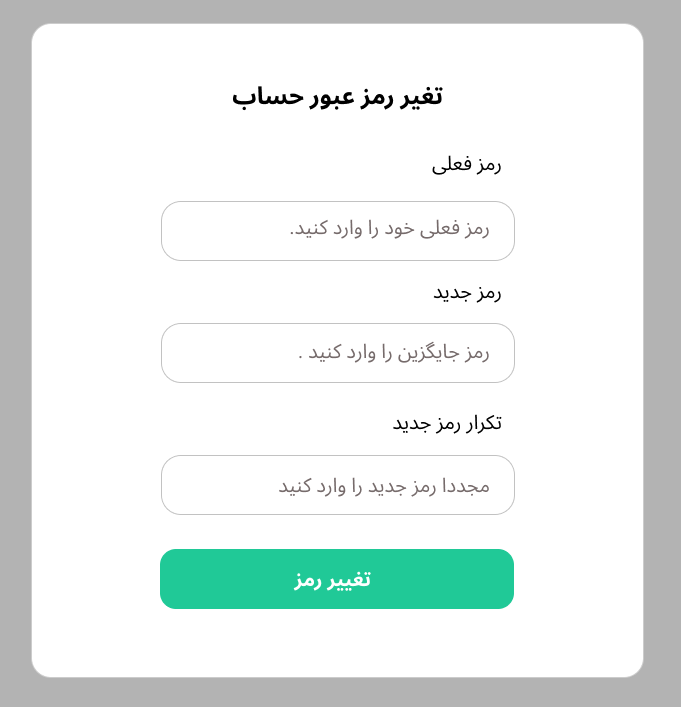 تغیر رمز عبور حساب
رمز فعلی
رمز فعلی خود را وارد کنید.
رمز جدید
رمز جایگزین را وارد کنید .
تکرار رمز جدید
مجددا رمز جدید را وارد کنید
تغییر رمز